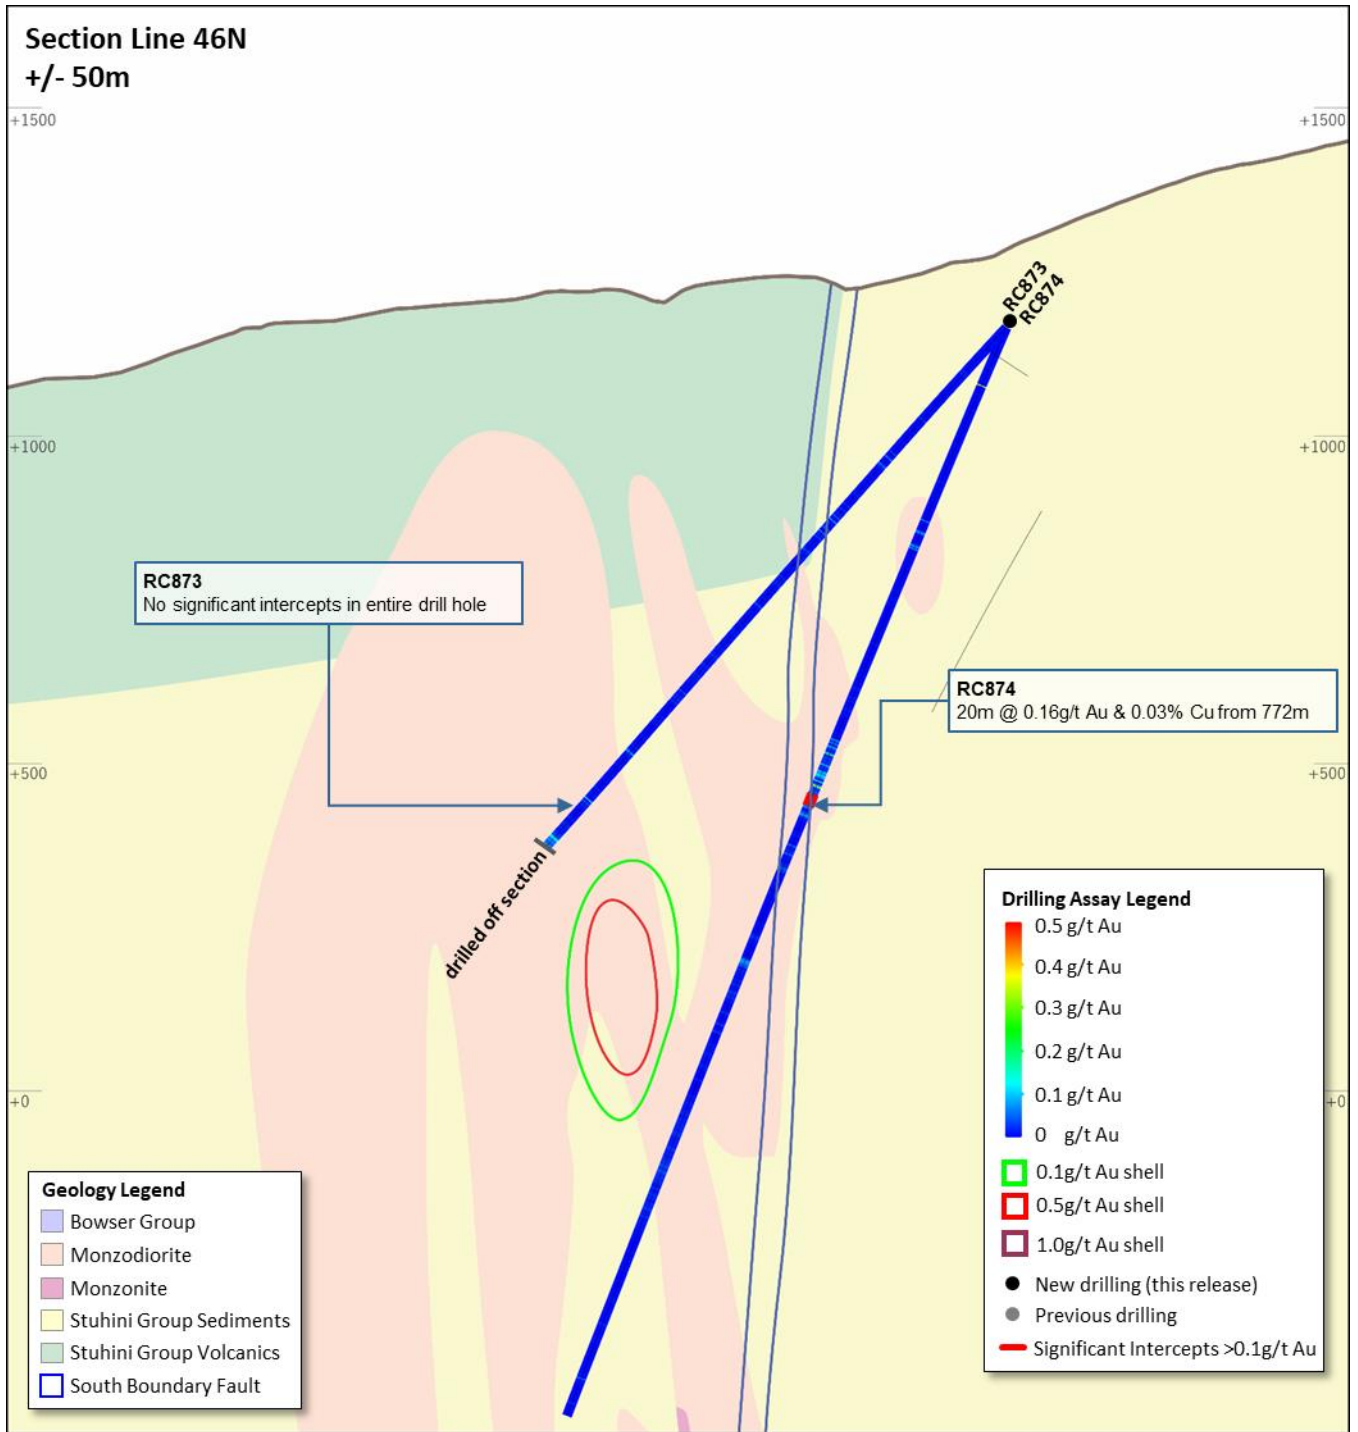 Section Line 46N
+/- 50m
+1500
+1500
RC873
RC874
+1000
+1000
RC873
No significant intercepts in entire drill hole
RC874
20m @ 0.16g/t Au & 0.03% Cu from 772m
+500
+500
drilled off section
Drilling Assay Legend
0.5 g/t Au
0.4 g/t Au
0.3 g/t Au
0.2 g/t Au
0.1 g/t Au
0 g/t Au
0.1g/t Au shell
0.5g/t Au shell
1.0g/t Au shell
New drilling (this release)
Previous drilling
Significant Intercepts >0.1g/t Au
+0
+0
Geology Legend
Bowser Group
Monzodiorite
Monzonite
Stuhini Group Sediments
Stuhini Group Volcanics
South Boundary Fault